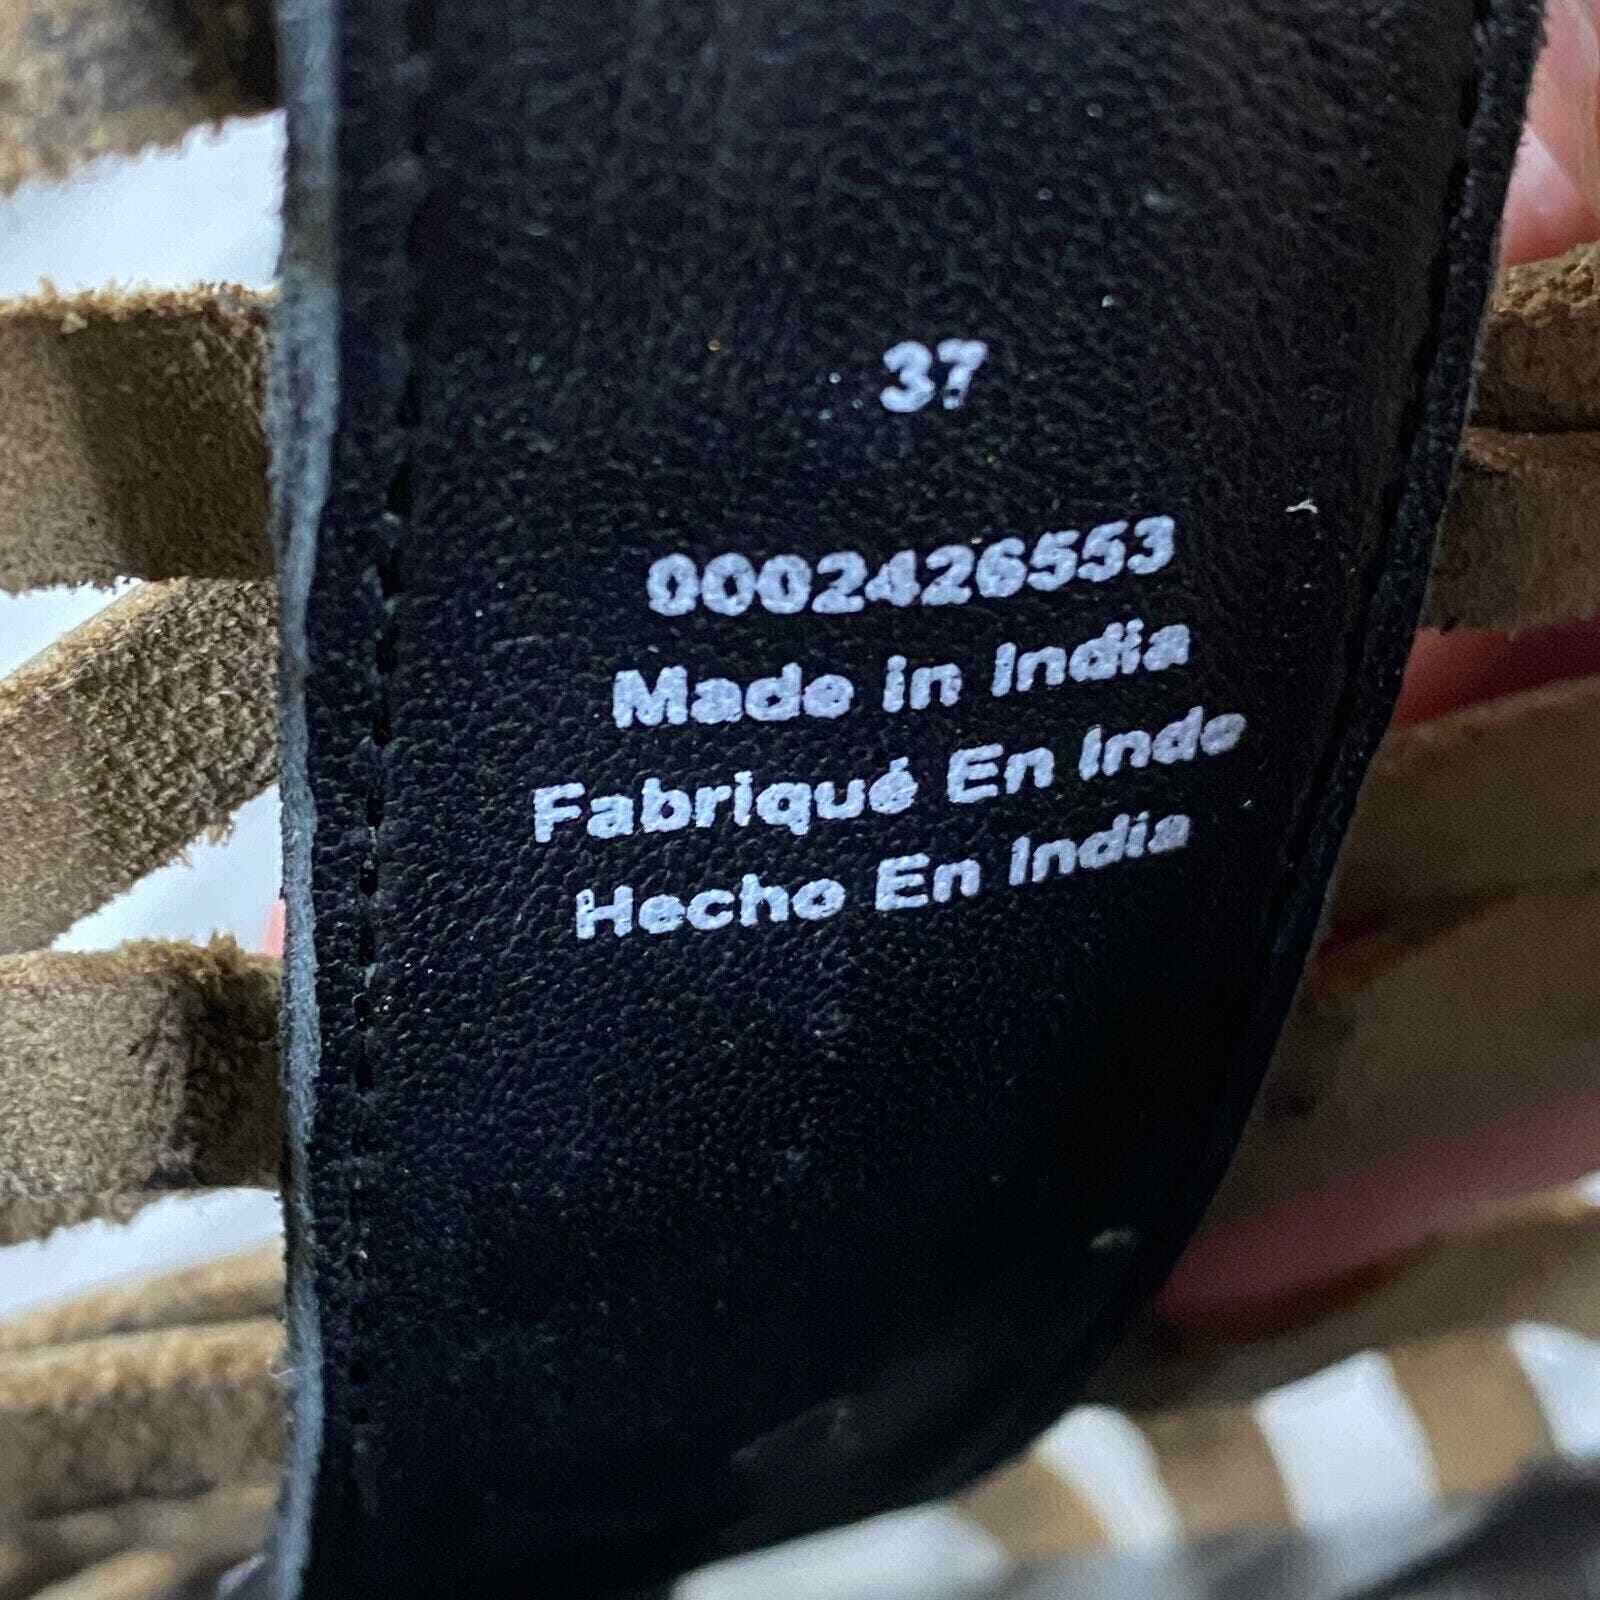 37
0002426553
Made in India
Fabriqué En Inde
Hecho En India